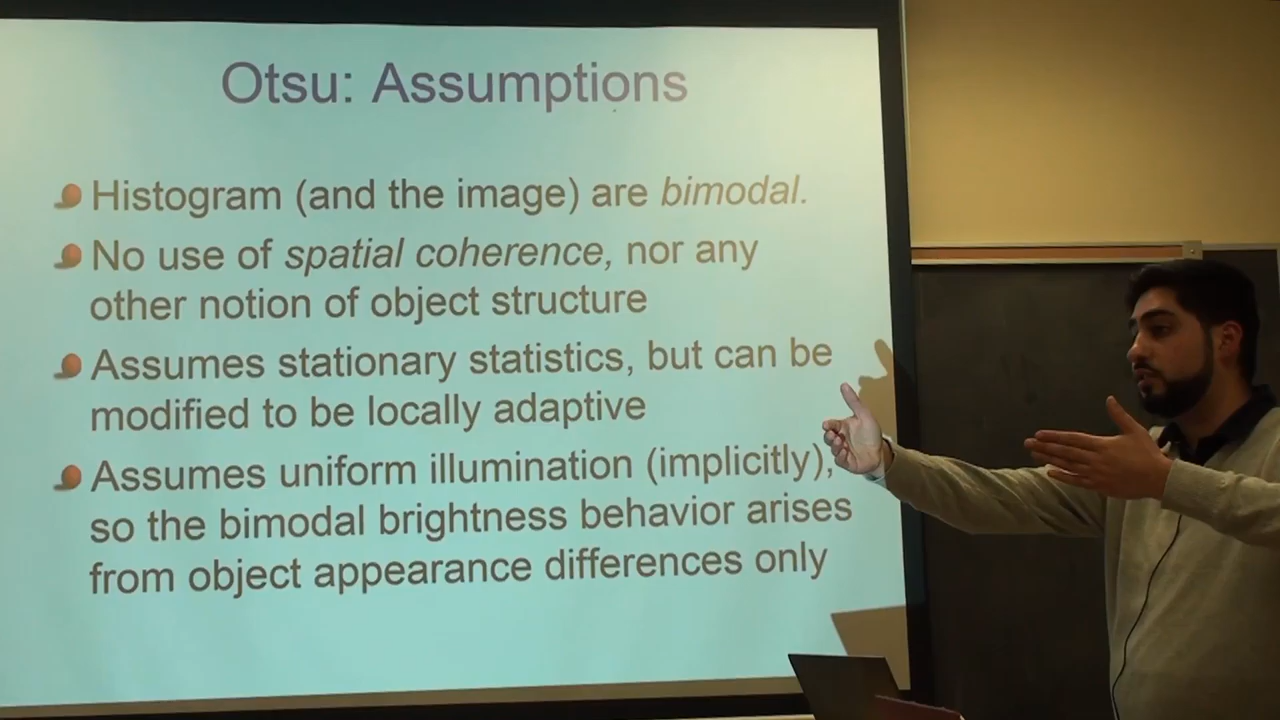 Otsu: Assumptions
Histogram (and the image) are bimodal.
No use of spatial coherence, nor any
other notion of object structure
Assumes stationary statistics, but can be
modified to be locally adaptive
Assumes uniform illumination (implicitly),
so the bimodal brightness behavior arises
from object appearance differences only